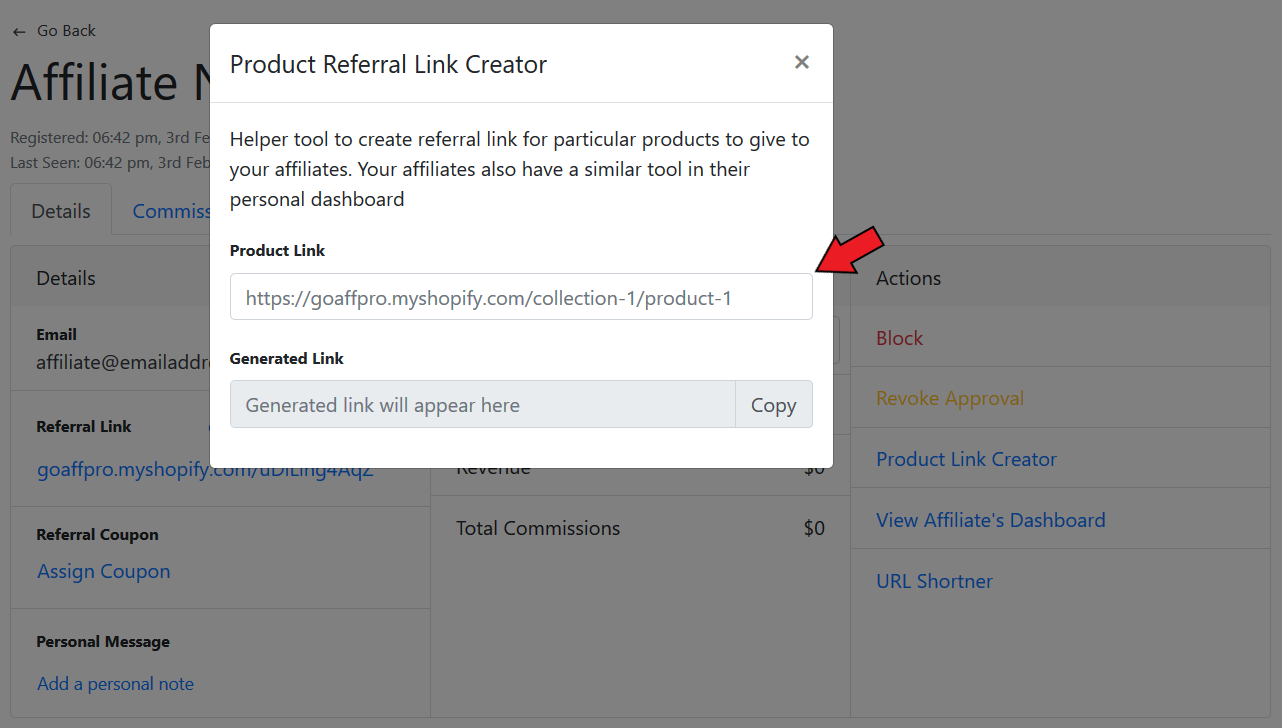 ← Go Back
Affiliate
Registered: 06:42 pm, 3rd Fe
Last Seen: 06:42 pm, 3rd Feb
Details
Commiss
Product Referral Link Creator
×
Helper tool to create referral link for particular products to give to
your affiliates. Your affiliates also have a similar tool in their
personal dashboard
Product Link
https://goaffpro.myshopify.com/collection-1/product-1
Generated Link
Generated link will appear here
Copy
Details
Email
affiliate@emailaddre
Referral Link
goaffpro.myshopify.com/uDiLing4AqZ
Referral Coupon
Assign Coupon
Personal Message
Add a personal note
Revenue $0
Total Commissions $0
Actions
Block
Revoke Approval
Product Link Creator
View Affiliate's Dashboard
URL Shortner